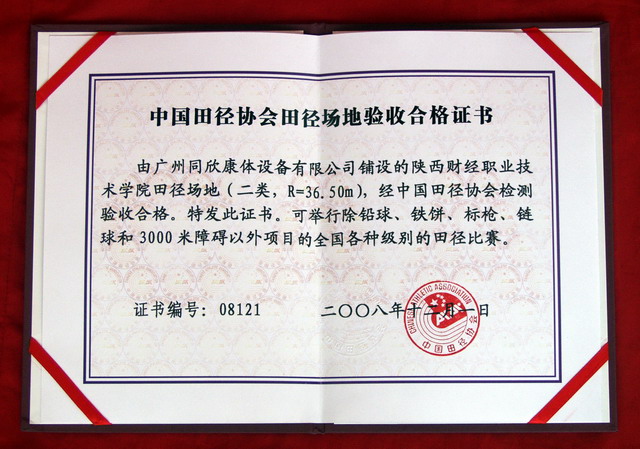 中国田径协会田径场地验收合格证书
由广州同欣康体设备有限公司铺设的陕西财经职业技
术学院田径场地（二类，R=36.50m），经中国田径协会检测
验收合格。特发此证书。可举行除铅球、铁饼、标枪、链
球和3000米障碍以外项目的全国各种级别的田径比赛。
证书编号：08121
二〇〇八年十二月一日
CHINESE ATHLETIC ASSOCIATION
中国田径协会